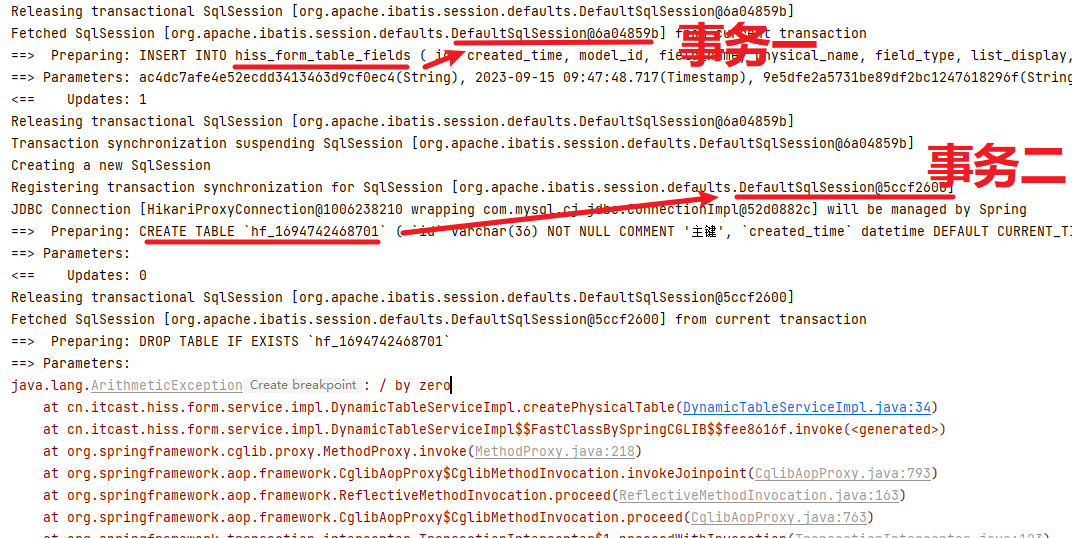 Releasing transactional SqlSession [org.apache.ibatis.session.defaults.DefaultSqlSession@6a04859b]
Fetched SqlSession [org.apache.ibatis.session.defaults.DefaultSqlSession@6a04859b] from current transaction
事务一
==>  Preparing: INSERT INTO hiss_form_table_fields ( id, created_time, model_id, field_name, physical_name, field_type, list_display,
==> Parameters: ac4dc7afe4e52ecdd3413463d9cf0ec4(String), 2023-09-15 09:47:48.717(Timestamp), 9e5dfe2a5731be89df2bc1247618296f(String
<==    Updates: 1
Releasing transactional SqlSession [org.apache.ibatis.session.defaults.DefaultSqlSession@6a04859b]
Transaction synchronization suspending SqlSession [org.apache.ibatis.session.defaults.DefaultSqlSession@6a04859b]
Creating a new SqlSession
事务二
Registering transaction synchronization for SqlSession [org.apache.ibatis.session.defaults.DefaultSqlSession@5ccf2600]
JDBC Connection [HikariProxyConnection@1006238210 wrapping com.mysql.cj.jdbc.ConnectionImpl@52d0882c] will be managed by Spring
==>  Preparing: CREATE TABLE `hf_1694742468701` ( `id` varchar(36) NOT NULL COMMENT '主键', `created_time` datetime DEFAULT CURRENT_TI
==> Parameters:
<==    Updates: 0
Releasing transactional SqlSession [org.apache.ibatis.session.defaults.DefaultSqlSession@5ccf2600]
Fetched SqlSession [org.apache.ibatis.session.defaults.DefaultSqlSession@5ccf2600] from current transaction
==>  Preparing: DROP TABLE IF EXISTS `hf_1694742468701`
==> Parameters:
java.lang.ArithmeticException Create breakpoint : / by zero
at cn.itcast.hiss.form.service.impl.DynamicTableServiceImpl.createPhysicalTable(DynamicTableServiceImpl.java:34)
at cn.itcast.hiss.form.service.impl.DynamicTableServiceImpl$$FastClassBySpringCGLIB$$fee8616f.invoke(<generated>)
at org.springframework.cglib.proxy.MethodProxy.invoke(MethodProxy.java:218)
at org.springframework.aop.framework.CglibAopProxy$CglibMethodInvocation.invokeJoinpoint(CglibAopProxy.java:793)
at org.springframework.aop.framework.ReflectiveMethodInvocation.proceed(ReflectiveMethodInvocation.java:163)
at org.springframework.aop.framework.CglibAopProxy$CglibMethodInvocation.proceed(CglibAopProxy.java:763)
at org.springframework.transaction.interceptor.TransactionInterceptor$1.proceedWithInvocation(TransactionInterceptor.java:123)